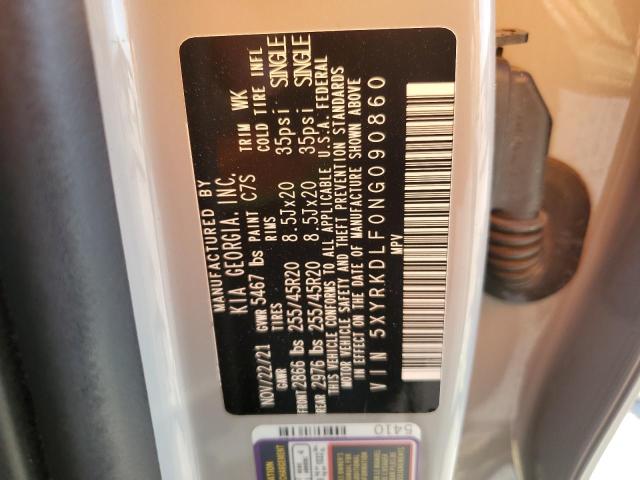 MANUFACTURED BY
KIA GEORGIA, INC.
NOV/22/21 GVWR 5467 lbs PAINT C7S TRIM WK
GAWR TIRES RIMS COLD TIRE INFL
FRONT 2866 lbs 255/45R20 8.5Jx20 35psi SINGLE
REAR 2976 lbs 255/45R20 8.5Jx20 35psi SINGLE
THIS VEHICLE CONFORMS TO ALL APPLICABLE U.S.A. FEDERAL
MOTOR VEHICLE SAFETY AND THEFT PREVENTION STANDARDS
IN EFFECT ON THE DATE OF MANUFACTURE SHOWN ABOVE
VIN 5XYRKDLF0NG090860
MPV
5410